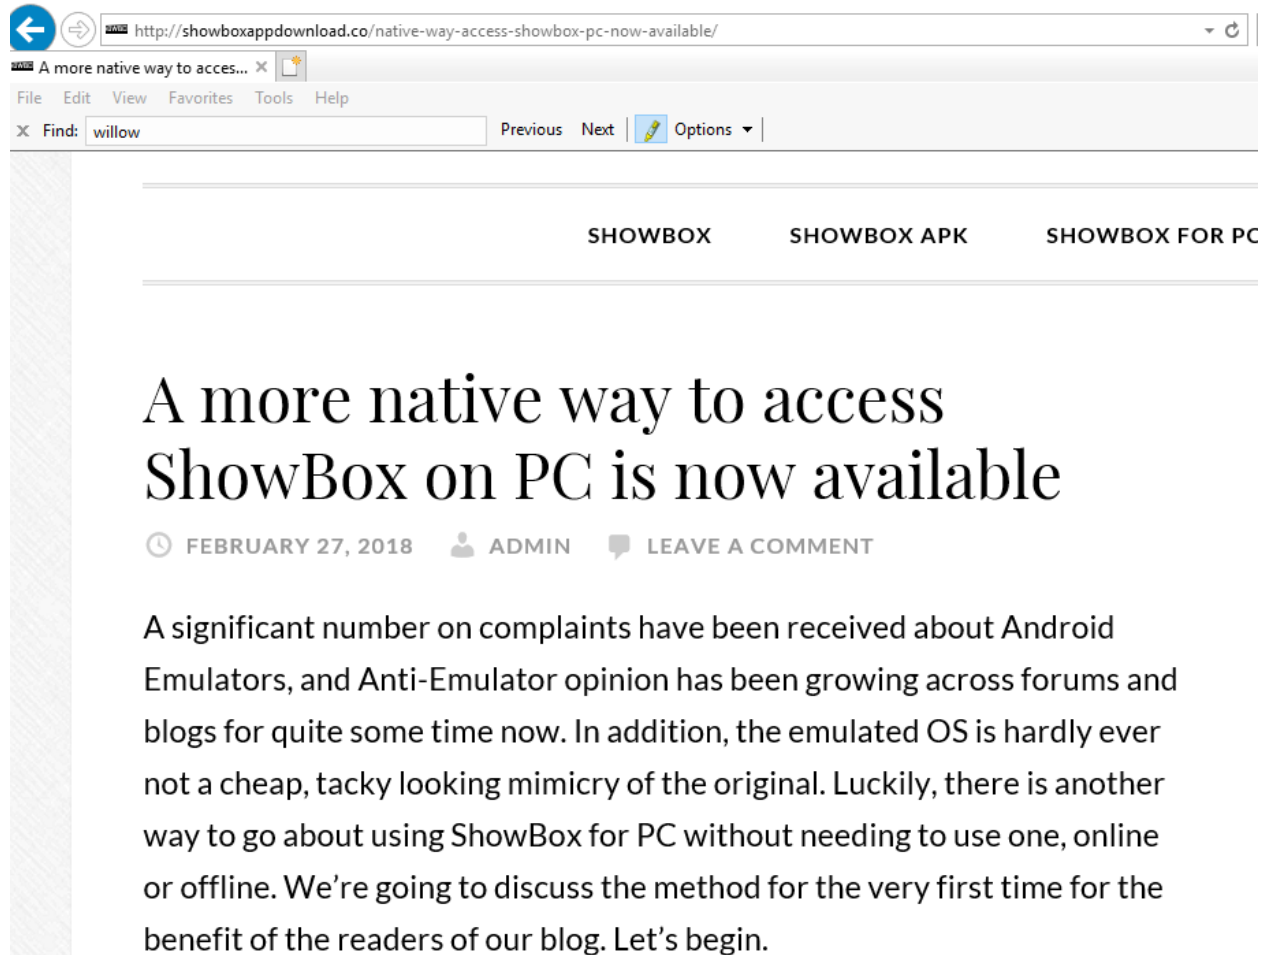 http://showboxappdownload.co/native-way-access-showbox-pc-now-available/
A more native way to acces...
File Edit View Favorites Tools Help
Find: willow Previous Next Options
SHOWBOX SHOWBOX APK SHOWBOX FOR PC
A more native way to access
ShowBox on PC is now available
FEBRUARY 27, 2018 ADMIN LEAVE A COMMENT
A significant number on complaints have been received about Android
Emulators, and Anti-Emulator opinion has been growing across forums and
blogs for quite some time now. In addition, the emulated OS is hardly ever
not a cheap, tacky looking mimicry of the original. Luckily, there is another
way to go about using ShowBox for PC without needing to use one, online
or offline. We’re going to discuss the method for the very first time for the
benefit of the readers of our blog. Let’s begin.